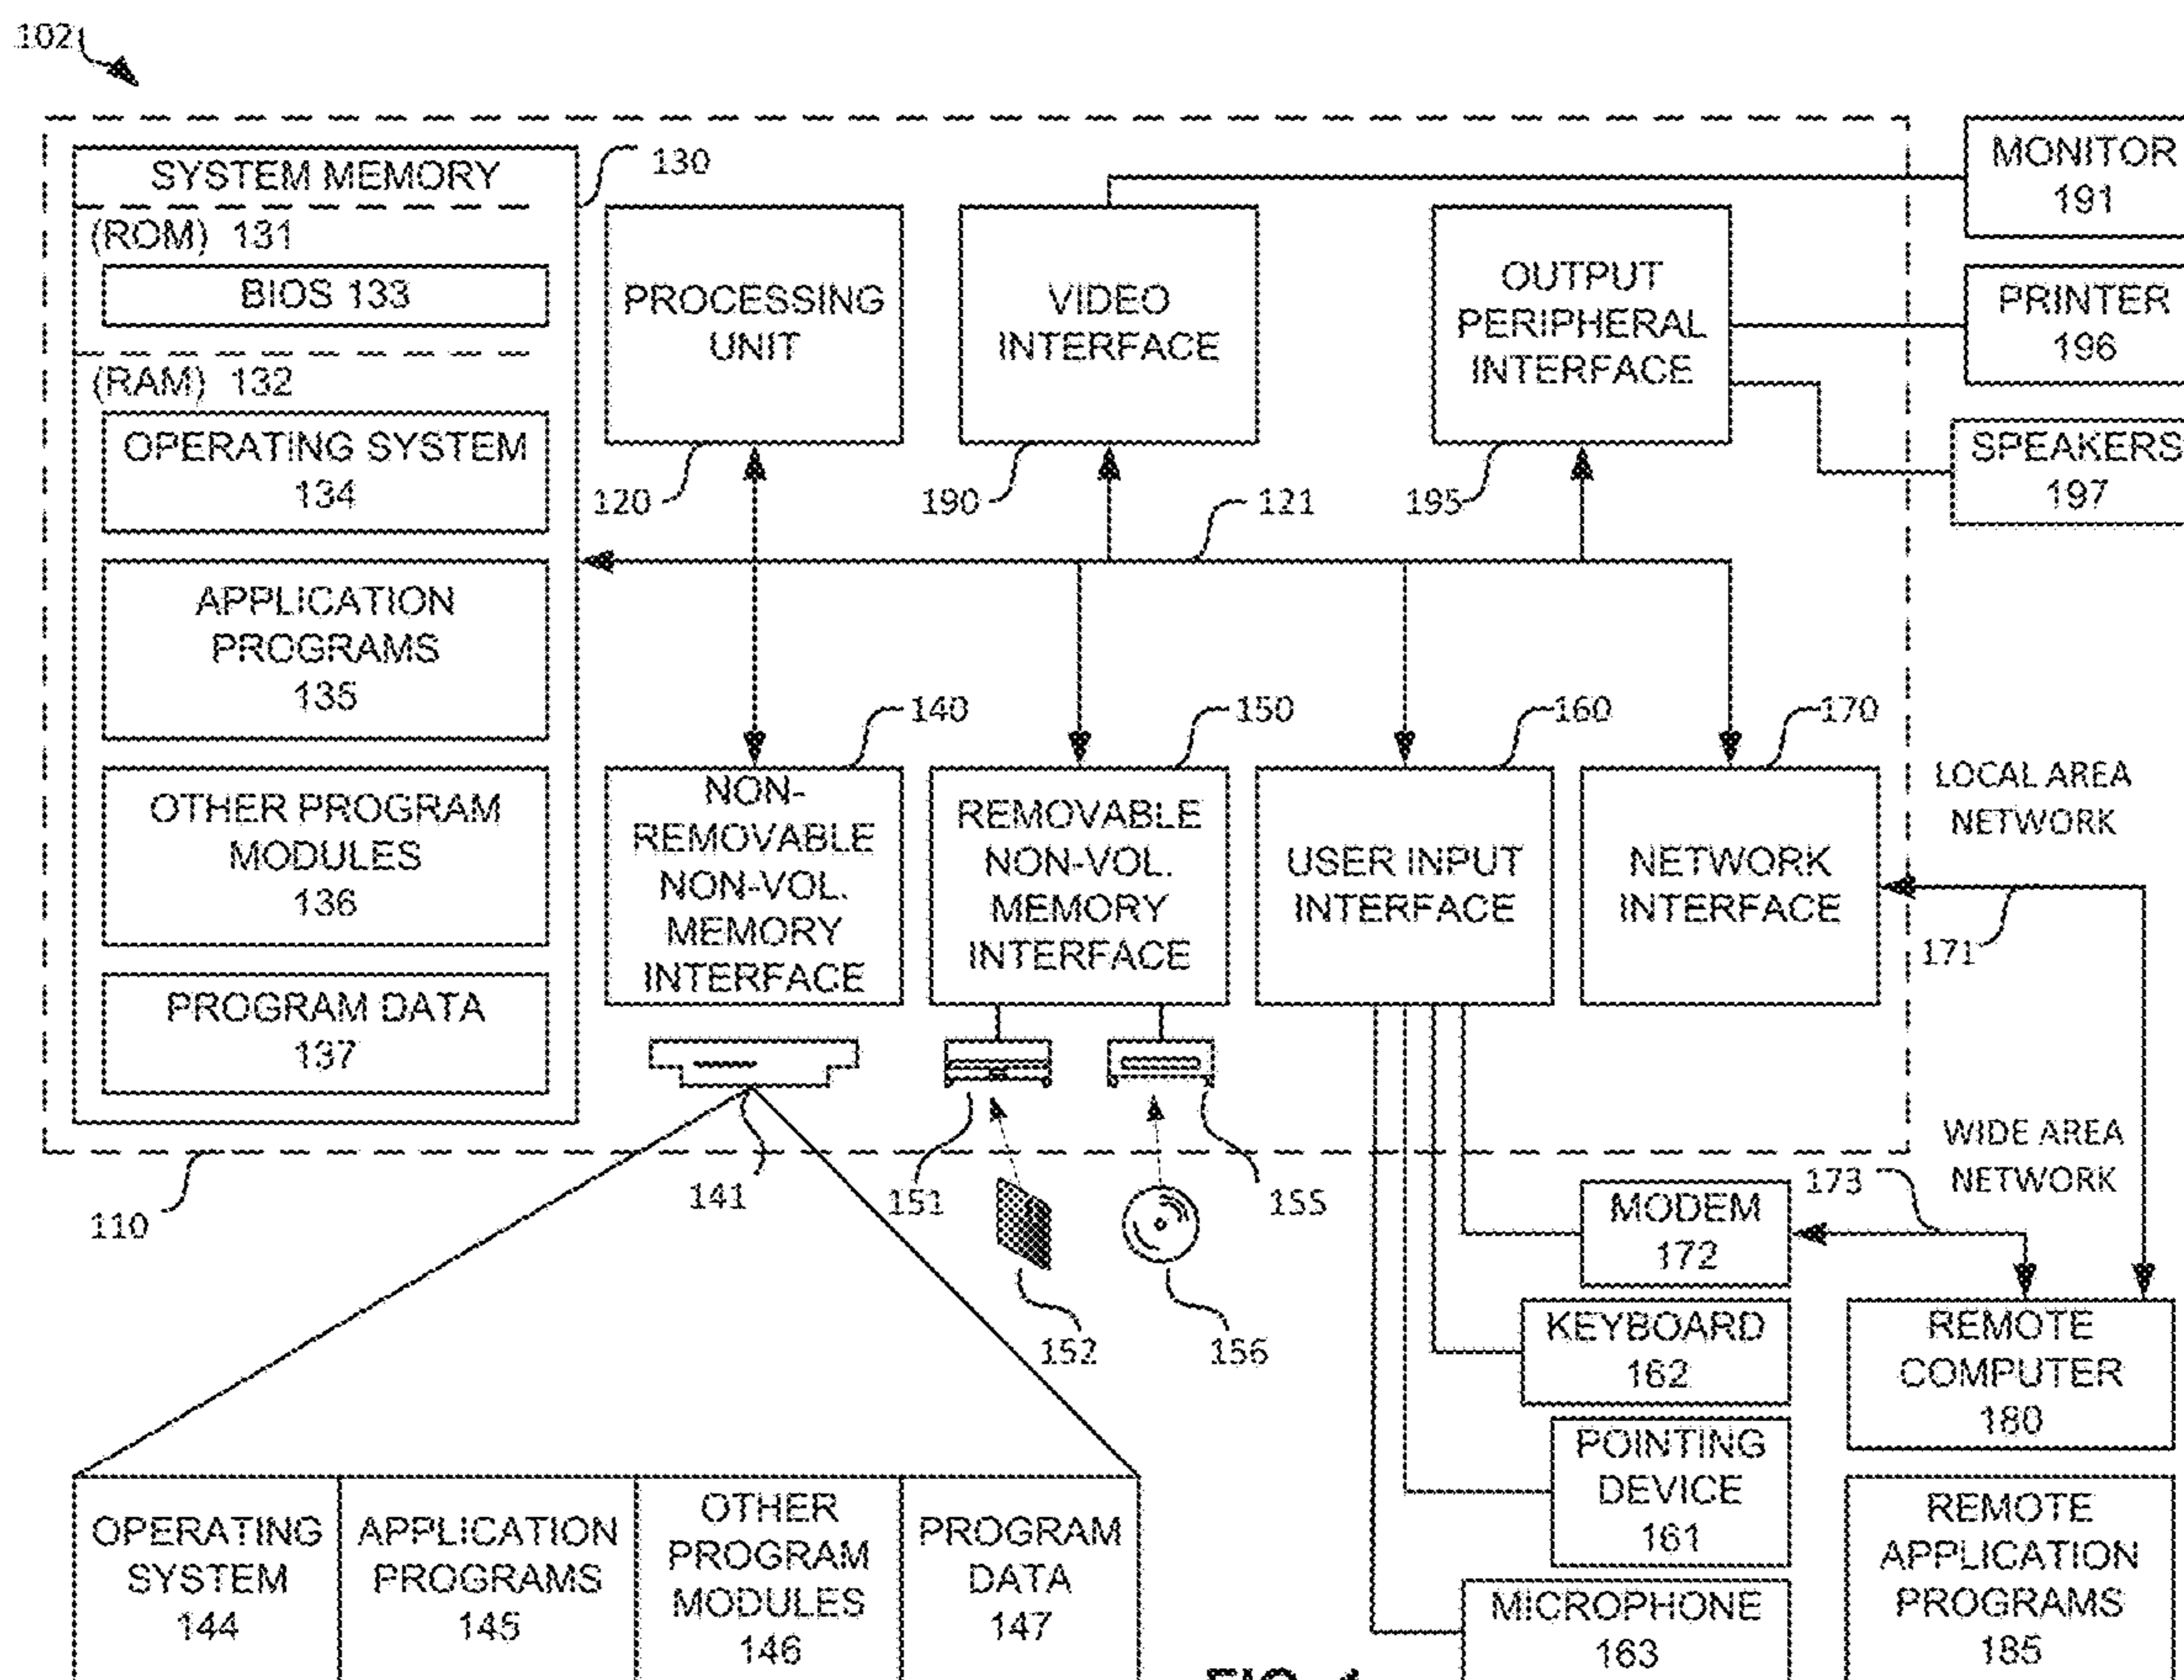 102
SYSTEM MEMORY
130
(ROM) 131
BIOS 133
(RAM) 132
OPERATING SYSTEM
134
APPLICATION
PROGRAMS
135
OTHER PROGRAM
MODULES
136
PROGRAM DATA
137
PROCESSING
UNIT
120
VIDEO
INTERFACE
190
121
OUTPUT
PERIPHERAL
INTERFACE
195
MONITOR
191
PRINTER
196
SPEAKERS
197
140
NON-
REMOVABLE
NON-VOL.
MEMORY
INTERFACE
150
REMOVABLE
NON-VOL.
MEMORY
INTERFACE
160
USER INPUT
INTERFACE
170
NETWORK
INTERFACE
LOCAL AREA
NETWORK
171
WIDE AREA
NETWORK
173
110
141
151
155
152
156
MODEM
172
KEYBOARD
162
POINTING
DEVICE
161
MICROPHONE
163
REMOTE
COMPUTER
180
REMOTE
APPLICATION
PROGRAMS
185
OPERATING
SYSTEM
144
APPLICATION
PROGRAMS
145
OTHER
PROGRAM
MODULES
146
PROGRAM
DATA
147